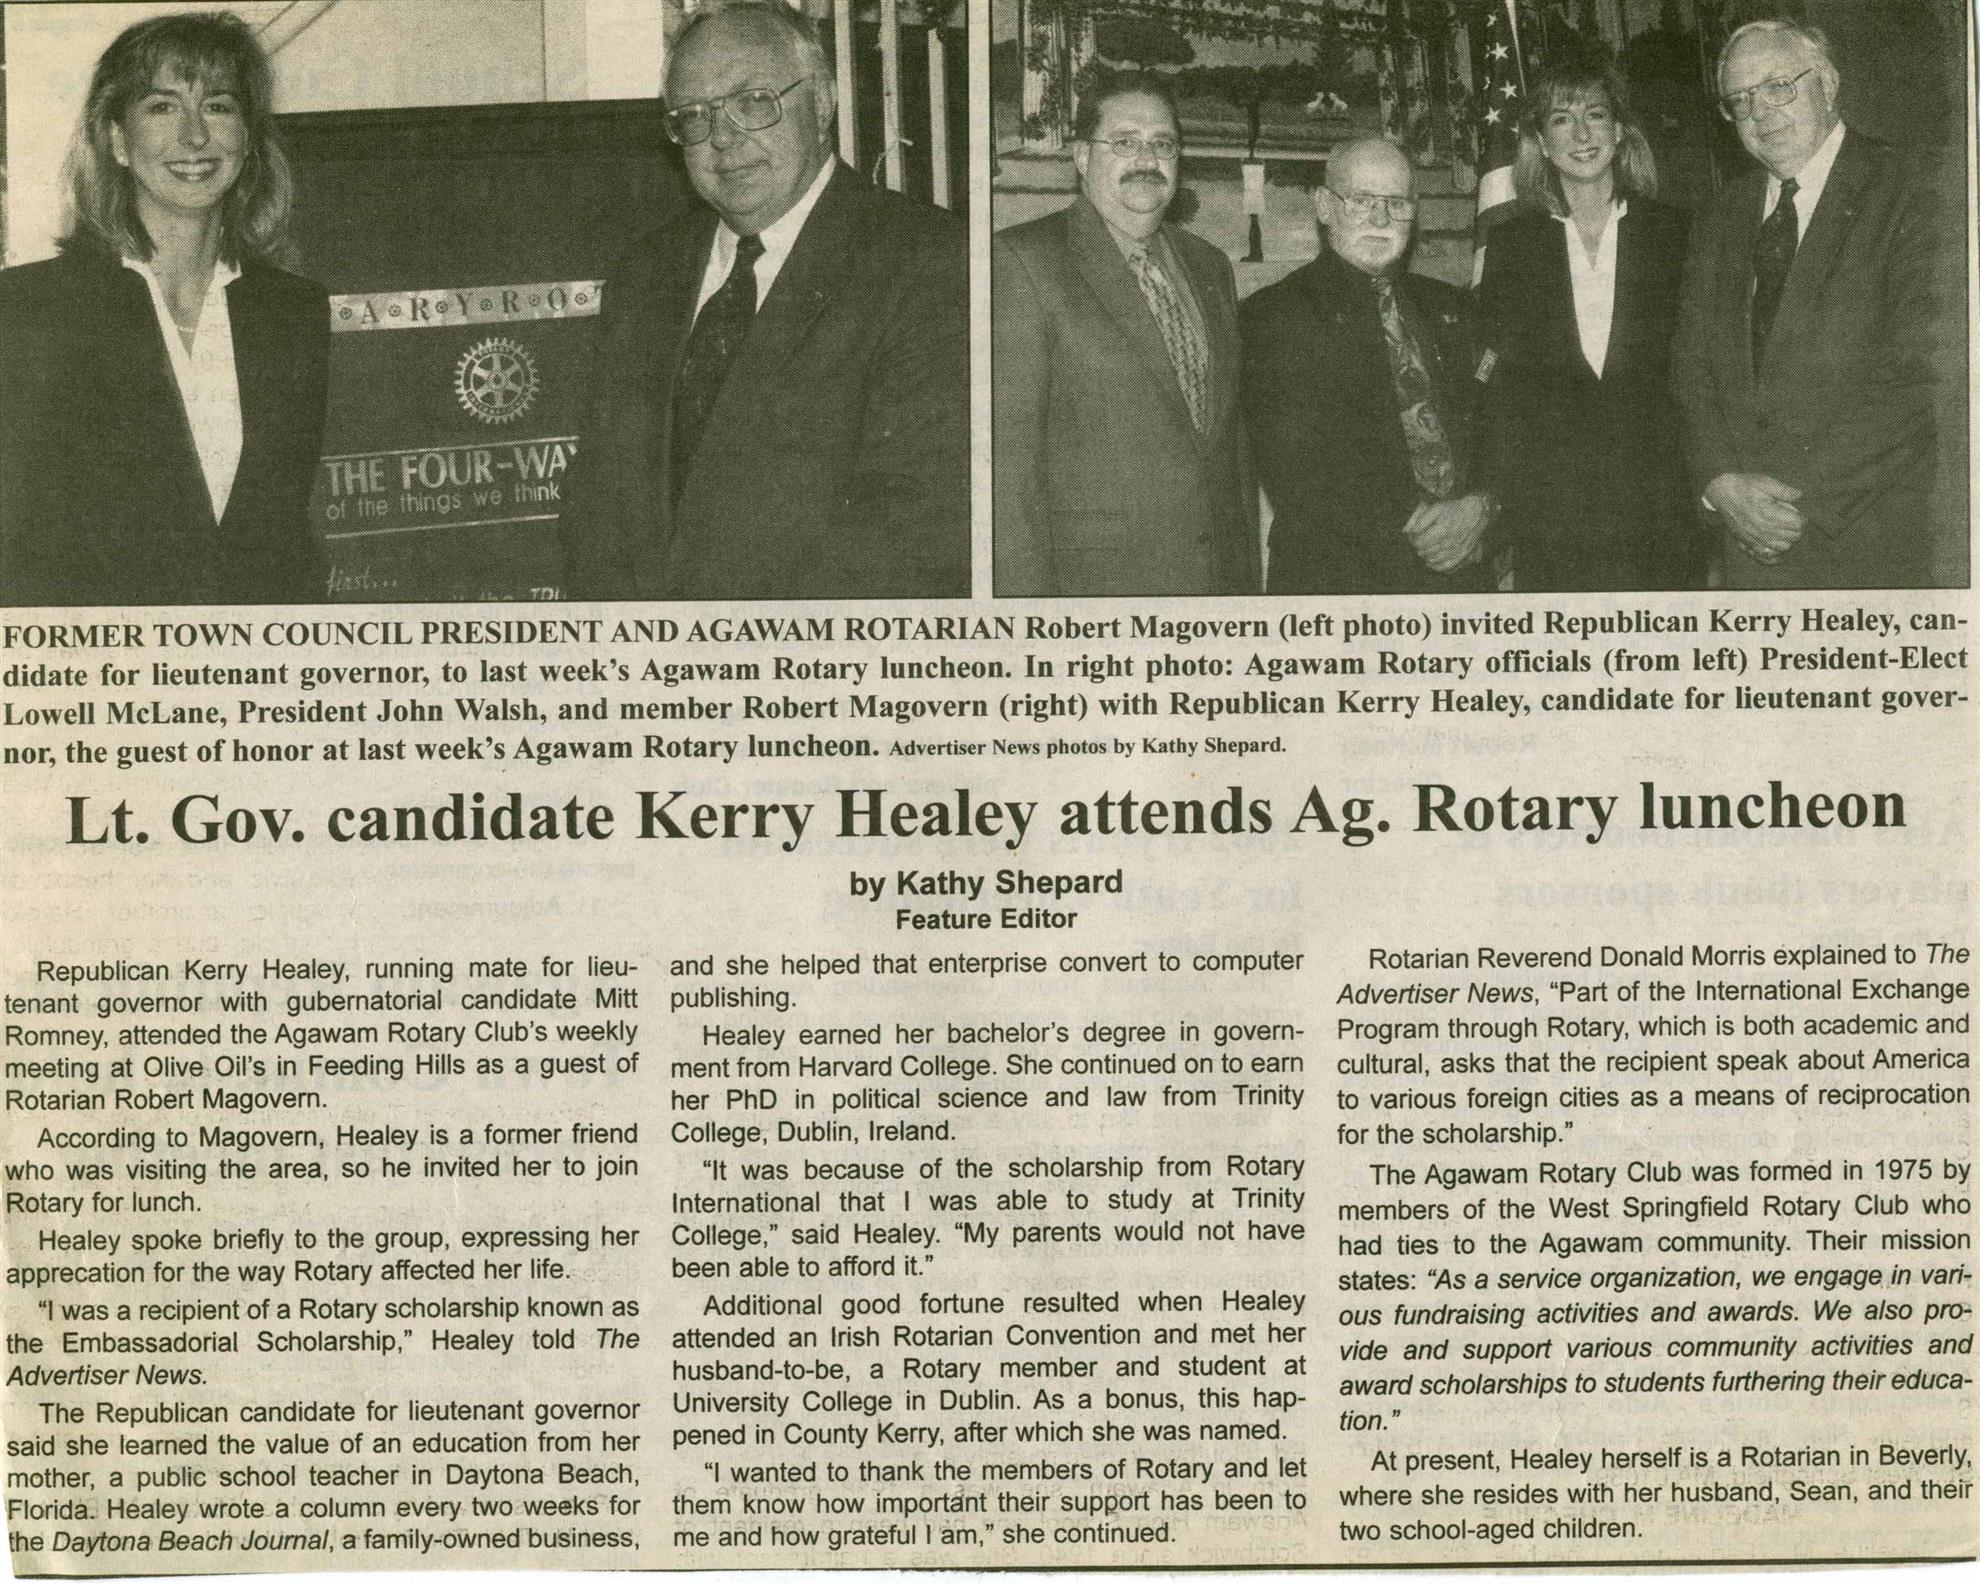 A R Y R O
THE FOUR-WA
of the things we think
first...
FORMER TOWN COUNCIL PRESIDENT AND AGAWAM ROTARIAN Robert Magovern (left photo) invited Republican Kerry Healey, can-
didate for lieutenant governor, to last week's Agawam Rotary luncheon. In right photo: Agawam Rotary officials (from left) President-Elect
Lowell McLane, President John Walsh, and member Robert Magovern (right) with Republican Kerry Healey, candidate for lieutenant gover-
nor, the guest of honor at last week's Agawam Rotary luncheon. Advertiser News photos by Kathy Shepard.
Lt. Gov. candidate Kerry Healey attends Ag. Rotary luncheon
by Kathy Shepard
Feature Editor
Republican Kerry Healey, running mate for lieu-
tenant governor with gubernatorial candidate Mitt
Romney, attended the Agawam Rotary Club's weekly
meeting at Olive Oil's in Feeding Hills as a guest of
Rotarian Robert Magovern.
According to Magovern, Healey is a former friend
who was visiting the area, so he invited her to join
Rotary for lunch.
Healey spoke briefly to the group, expressing her
apprecation for the way Rotary affected her life.
"I was a recipient of a Rotary scholarship known as
the Embassadorial Scholarship," Healey told The
Advertiser News.
The Republican candidate for lieutenant governor
said she learned the value of an education from her
mother, a public school teacher in Daytona Beach,
Florida. Healey wrote a column every two weeks for
the Daytona Beach Journal, a family-owned business,
and she helped that enterprise convert to computer
publishing.
Healey earned her bachelor's degree in govern-
ment from Harvard College. She continued on to earn
her PhD in political science and law from Trinity
College, Dublin, Ireland.
"It was because of the scholarship from Rotary
International that I was able to study at Trinity
College," said Healey. "My parents would not have
been able to afford it."
Additional good fortune resulted when Healey
attended an Irish Rotarian Convention and met her
husband-to-be, a Rotary member and student at
University College in Dublin. As a bonus, this hap-
pened in County Kerry, after which she was named.
"I wanted to thank the members of Rotary and let
them know how important their support has been to
me and how grateful I am," she continued.
Rotarian Reverend Donald Morris explained to The
Advertiser News, "Part of the International Exchange
Program through Rotary, which is both academic and
cultural, asks that the recipient speak about America
to various foreign cities as a means of reciprocation
for the scholarship."
The Agawam Rotary Club was formed in 1975 by
members of the West Springfield Rotary Club who
had ties to the Agawam community. Their mission
states: "As a service organization, we engage in vari-
ous fundraising activities and awards. We also pro-
vide and support various community activities and
award scholarships to students furthering their educa-
tion."
At present, Healey herself is a Rotarian in Beverly,
where she resides with her husband, Sean, and their
two school-aged children.